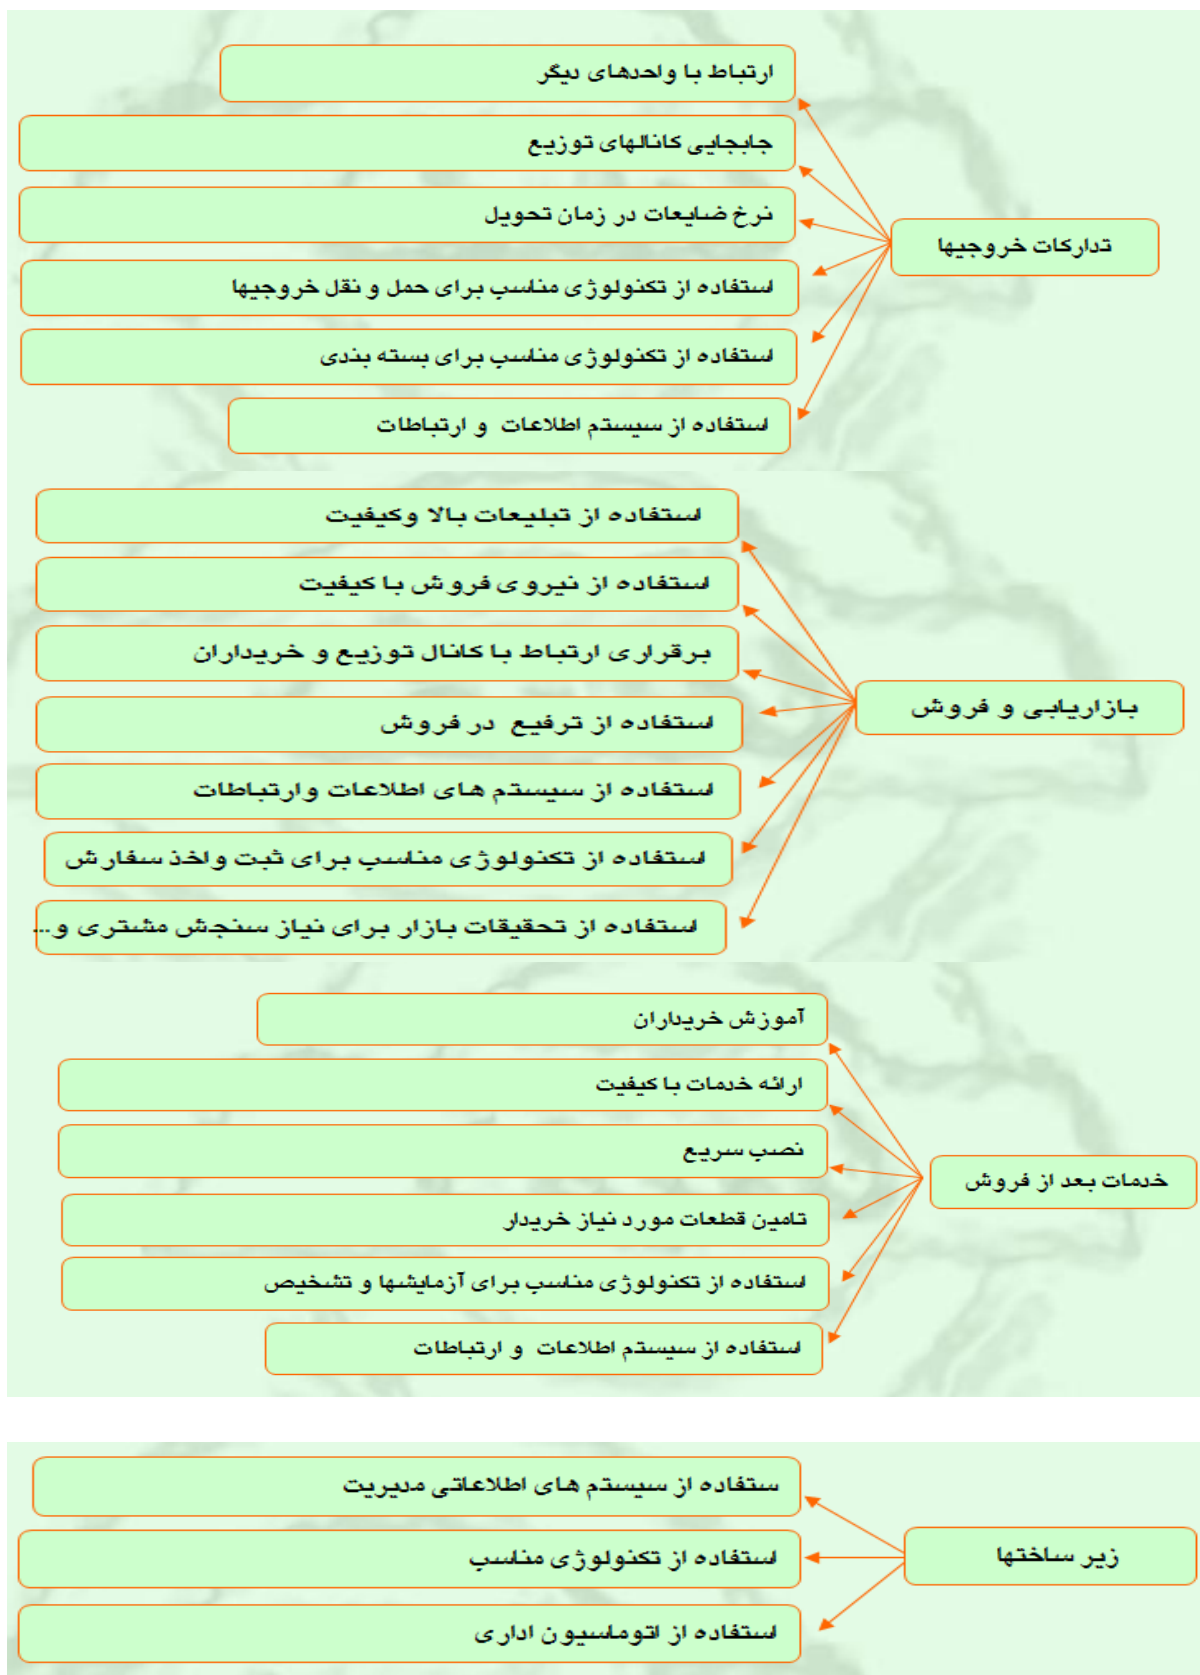 تدارکات خروجیها
ارتباط با واحدهای دیگر
جابجایی کانالهای توزیع
نرخ ضایعات در زمان تحویل
استفاده از تکنولوژی مناسب برای حمل و نقل خروجیها
استفاده از تکنولوژی مناسب برای بسته بندی
استفاده از سیستم اطلاعات و ارتباطات
بازاریابی و فروش
استفاده از تبلیعات بالا وکیفیت
استفاده از نیروی فروش با کیفیت
برقراری ارتباط با کانال توزیع و خریداران
استفاده از ترفیع در فروش
استفاده از سیستم های اطلاعات وارتباطات
استفاده از تکنولوژی مناسب برای ثبت واخذ سفارش
استفاده از تحقیقات بازار برای نیاز سنجش مشتری و...
خدمات بعد از فروش
آموزش خریداران
ارائه خدمات با کیفیت
نصب سریع
تامین قطعات مورد نیاز خریدار
استفاده از تکنولوژی مناسب برای آزمایشها و تشخیص
استفاده از سیستم اطلاعات و ارتباطات
زیر ساختها
ستفاده از سیستم های اطلاعاتی مدیریت
استفاده از تکنولوژی مناسب
استفاده از اتوماسیون اداری